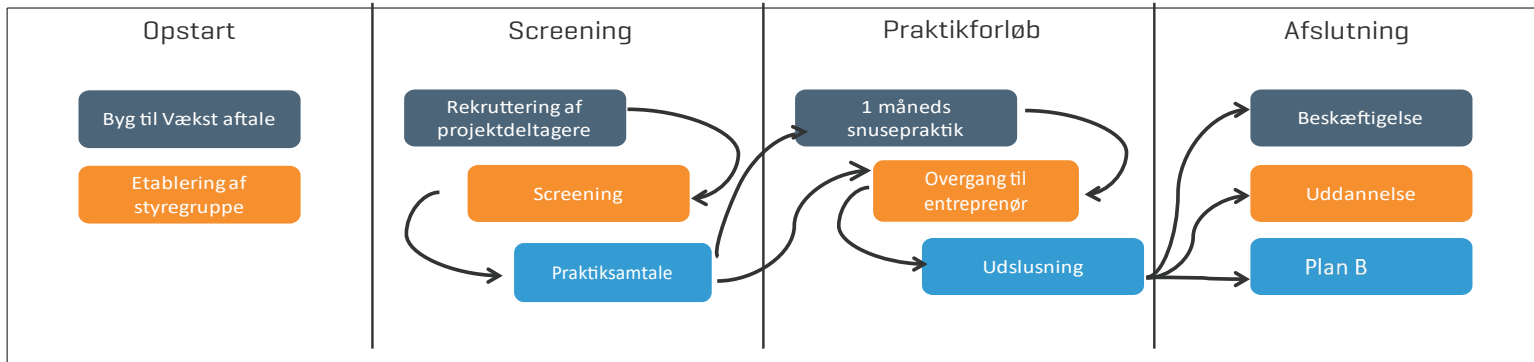 Opstart
Screening
Praktikforløb
Afslutning
Byg til Vækst aftale
Etablering af
styregruppe
Rekruttering af
projektdeltagere
Screening
Praktiksamtale
1 måneds
snusepraktik
Overgang til
entreprenør
Udslusning
Beskæftigelse
Uddannelse
Plan B